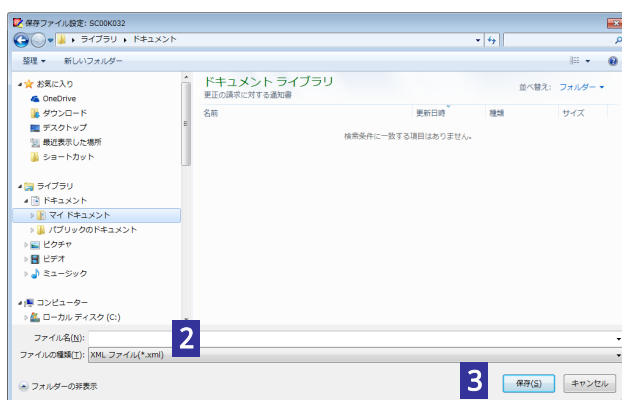 保存ファイル設定: SC00K032
ライブラリ ドキュメント
整理 新しいフォルダー
お気に入り
OneDrive
ダウンロード
デスクトップ
最近表示した場所
ショートカット
ライブラリ
ドキュメント
マイ ドキュメント
パブリックのドキュメント
ピクチャ
ビデオ
ミュージック
コンピューター
ローカル ディスク (C:)
ドキュメント ライブラリ
更正の請求に対する通知書
並べ替え: フォルダー
名前 更新日時 種類 サイズ
検索条件に一致する項目はありません。
ファイル名(N):
2
ファイルの種類(T): XML ファイル(*.xml)
フォルダーの非表示
3
保存(S) キャンセル